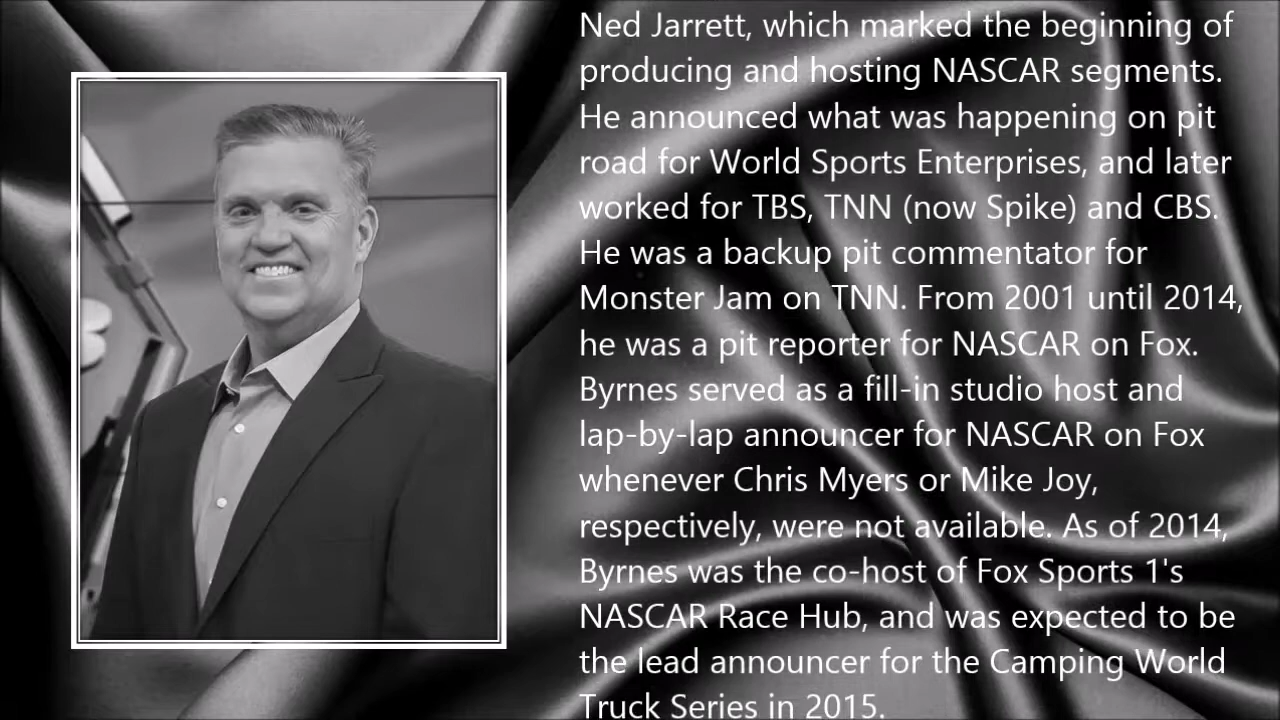 Ned Jarrett, which marked the beginning of
producing and hosting NASCAR segments.
He announced what was happening on pit
road for World Sports Enterprises, and later
worked for TBS, TNN (now Spike) and CBS.
He was a backup pit commentator for
Monster Jam on TNN. From 2001 until 2014,
he was a pit reporter for NASCAR on Fox.
Byrnes served as a fill-in studio host and
lap-by-lap announcer for NASCAR on Fox
whenever Chris Myers or Mike Joy,
respectively, were not available. As of 2014,
Byrnes was the co-host of Fox Sports 1's
NASCAR Race Hub, and was expected to be
the lead announcer for the Camping World
Truck Series in 2015.